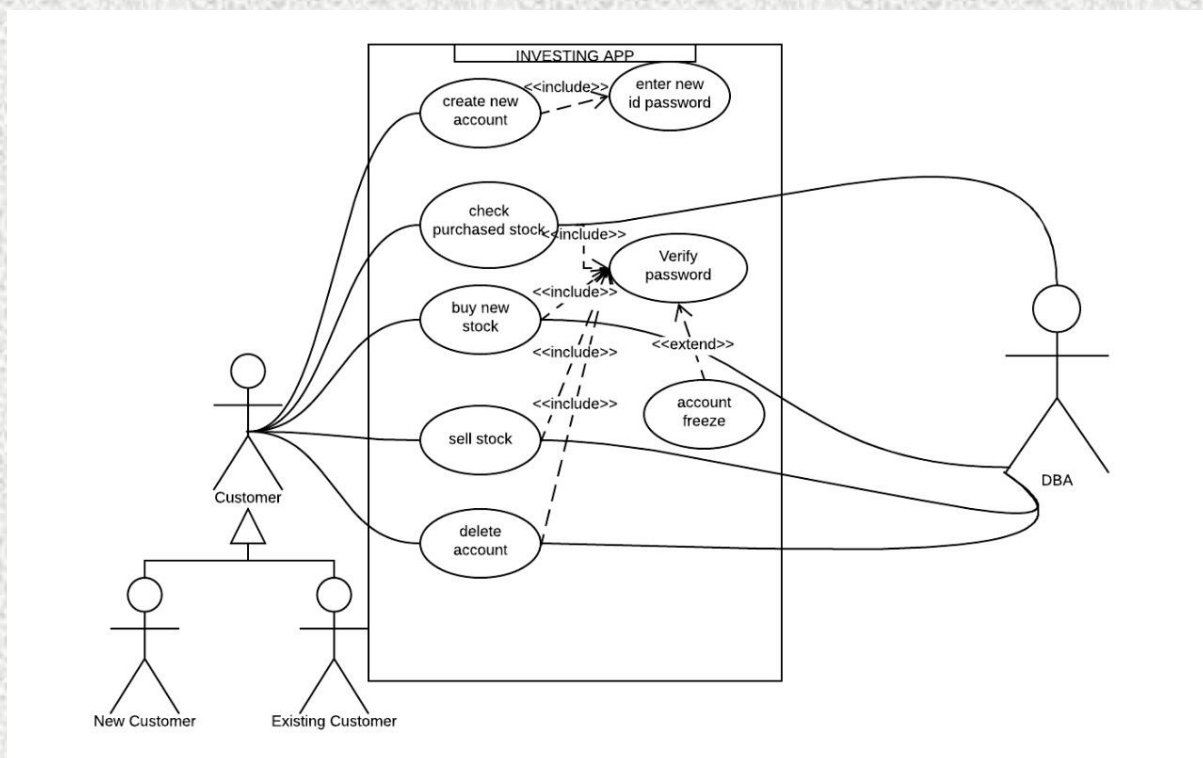 INVESTING APP
create new
account
<<include>>
enter new
id password
check
purchased stock
<<include>>
Verify
password
buy new
stock
<<include>>
<<extend>>
<<include>>
account
freeze
<<include>>
sell stock
delete
account
Customer
DBA
New Customer
Existing Customer